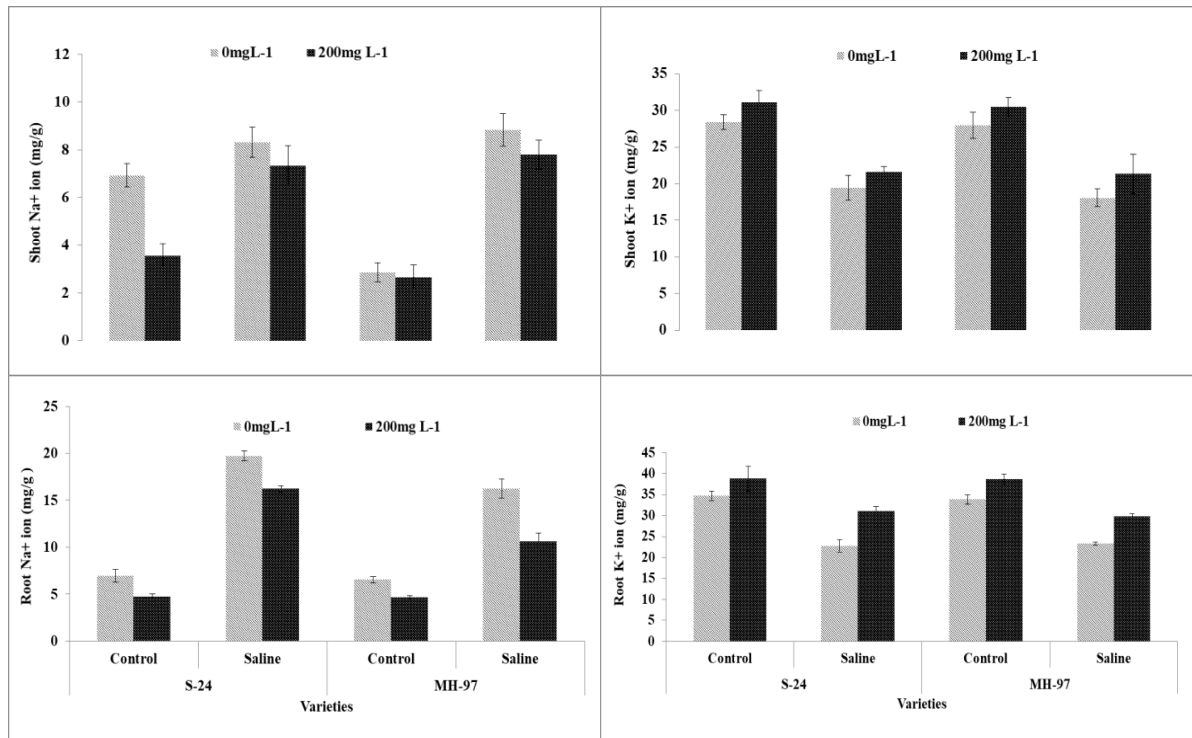 0mgL-1 200mg L-1
Shoot Na+ ion (mg/g)
12
10
8
6
4
2
0
0mgL-1 200mg L-1
Shoot K+ ion (mg/g)
35
30
25
20
15
10
5
0
0mgL-1 200mg L-1
Root Na+ ion (mg/g )
25
20
15
10
5
0
Control Saline Control Saline
S-24 MH-97
Varieties
0mgL-1 200mg L-1
Root K+ ion (mg/g)
45
40
35
30
25
20
15
10
5
0
Control Saline Control Saline
S-24 MH-97
Varieties